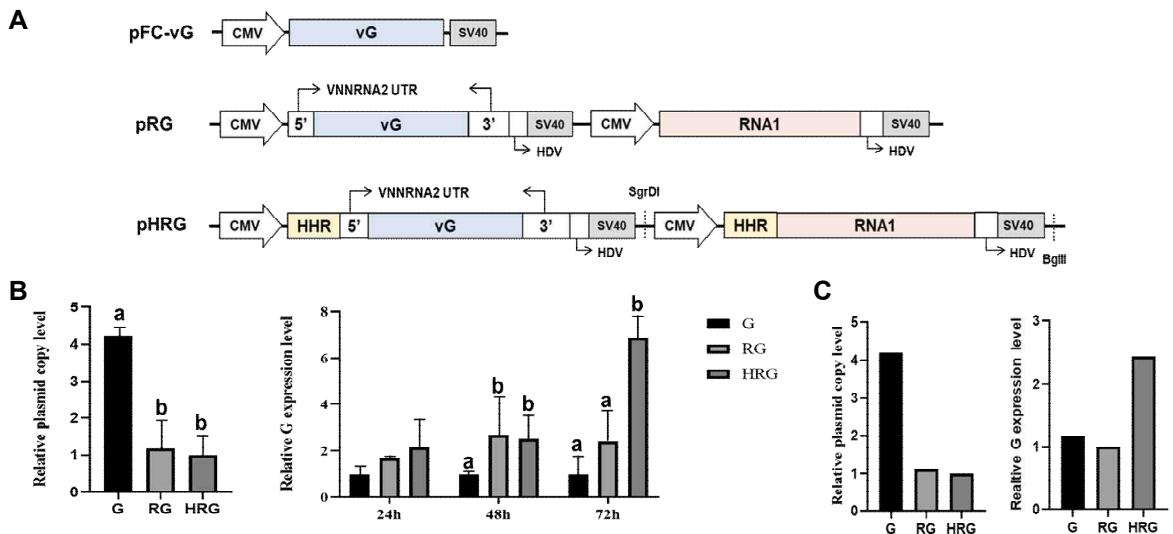 A
pFC-vG CMV vG SV40
VNNRNA2 UTR
pRG CMV 5’ vG 3’ SV40 CMV RNA1 SV40
HDV HDV
VNNRNA2 UTR SgrDI
pHRG CMV HHR 5’ vG 3’ SV40 CMV HHR RNA1 SV40
HDV HDV BglII
B
Relative plasmid copy level
5
4
3
2
1
0
a
b
b
G RG HRG
Relative G expression level
8
6
4
2
0
a
b
b
a
a
b
24h 48h 72h
G
RG
HRG
C
Relative plasmid copy level
5
4
3
2
1
0
G RG HRG
Realtive G expression level
3
2
1
0
G RG HRG